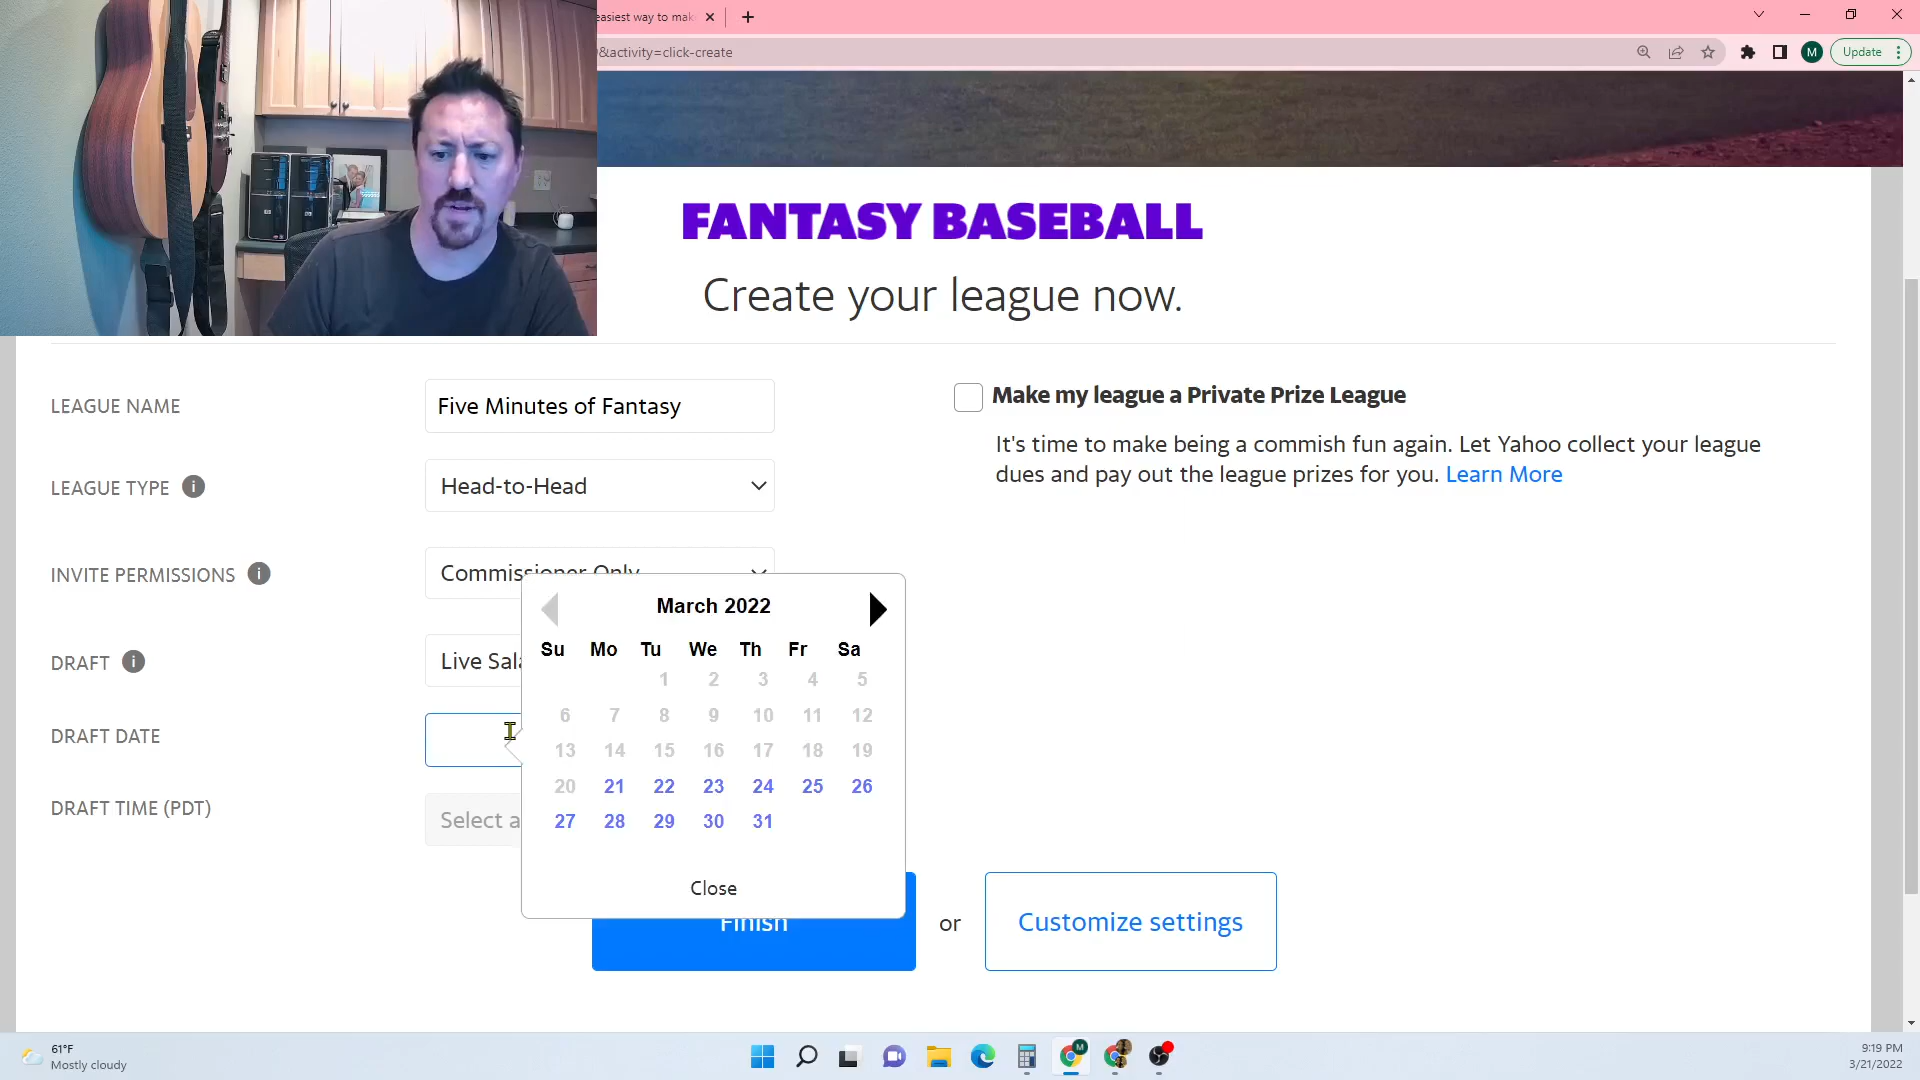 easiest way to mak
&activity=click-create
M
Update
FANTASY BASEBALL
Create your league now.
LEAGUE NAME
Five Minutes of Fantasy
Make my league a Private Prize League
It's time to make being a commish fun again. Let Yahoo collect your league
dues and pay out the league prizes for you. Learn More
LEAGUE TYPE
Head-to-Head
INVITE PERMISSIONS
Commissioner Only
DRAFT
Live Sala
DRAFT DATE
DRAFT TIME (PDT)
Select a
March 2022
Su Mo Tu We Th Fr Sa
1 2 3 4 5
6 7 8 9 10 11 12
13 14 15 16 17 18 19
20 21 22 23 24 25 26
27 28 29 30 31
Close
Finish
or
Customize settings
61°F
Mostly cloudy
M
9:19 PM
3/21/2022